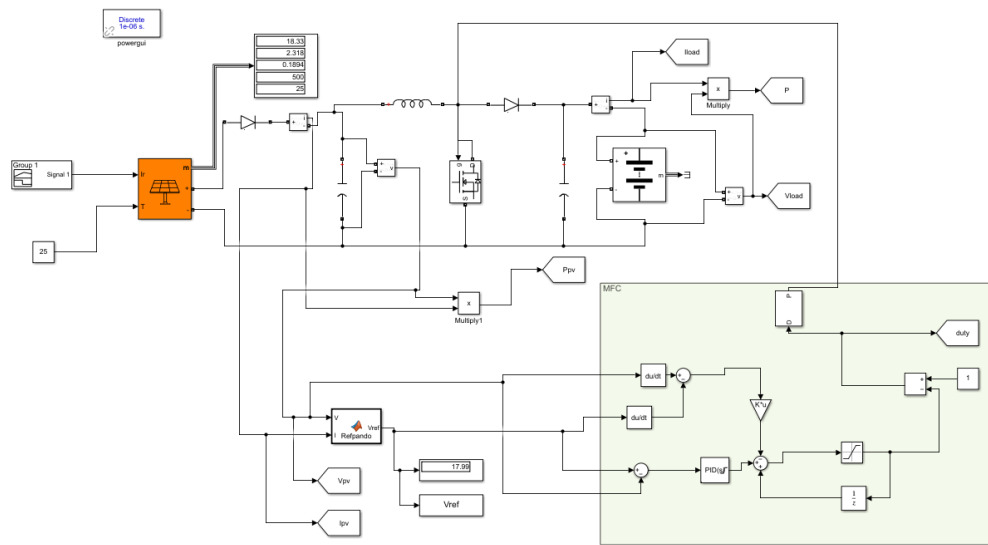 Discrete
1e-06 s.
powergui
18.33
2.318
0.1894
500
25
Iload
Multiply
P
Group 1
Signal 1
Ir
T
m
+
-
25
i
v
g
D
S
m
Vload
Ppv
Multiply1
MFC
D
P
duty
1
du/dt
du/dt
K*u
V
I
Vref
Refpando
17.99
Vref
PID(s)
1
z
Vpv
Ipv